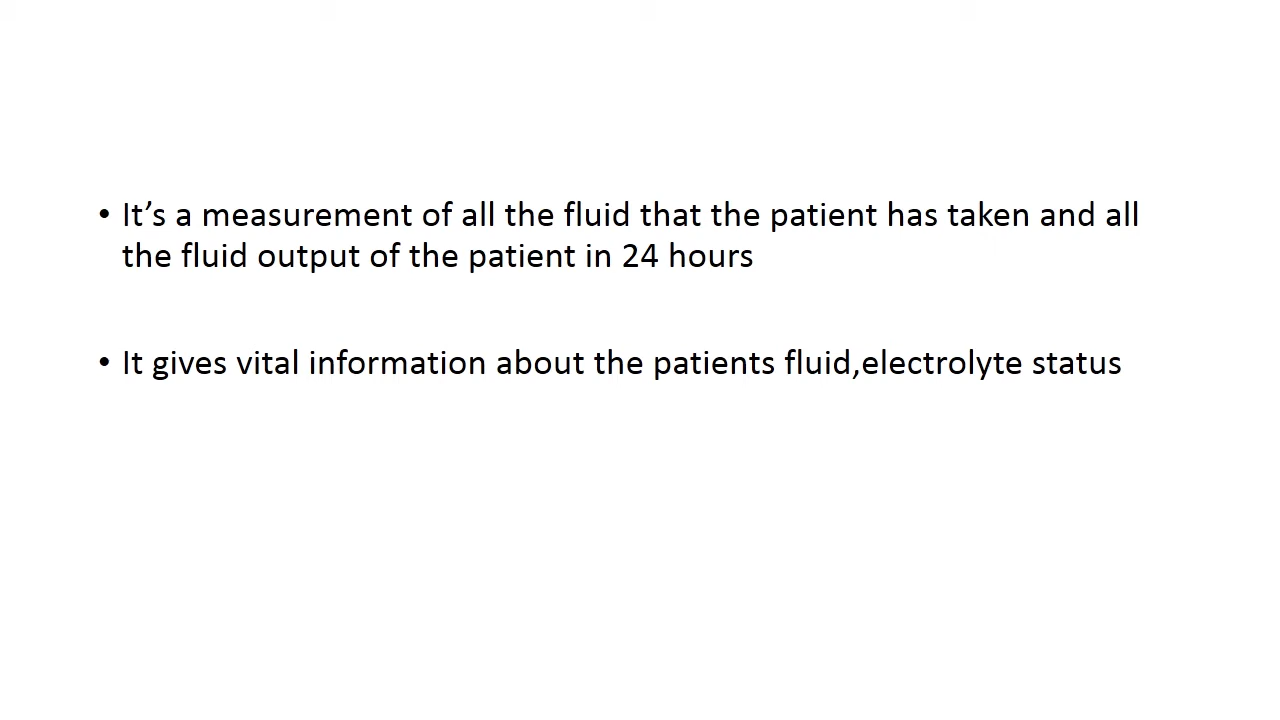 • It’s a measurement of all the fluid that the patient has taken and all
the fluid output of the patient in 24 hours
• It gives vital information about the patients fluid,electrolyte status